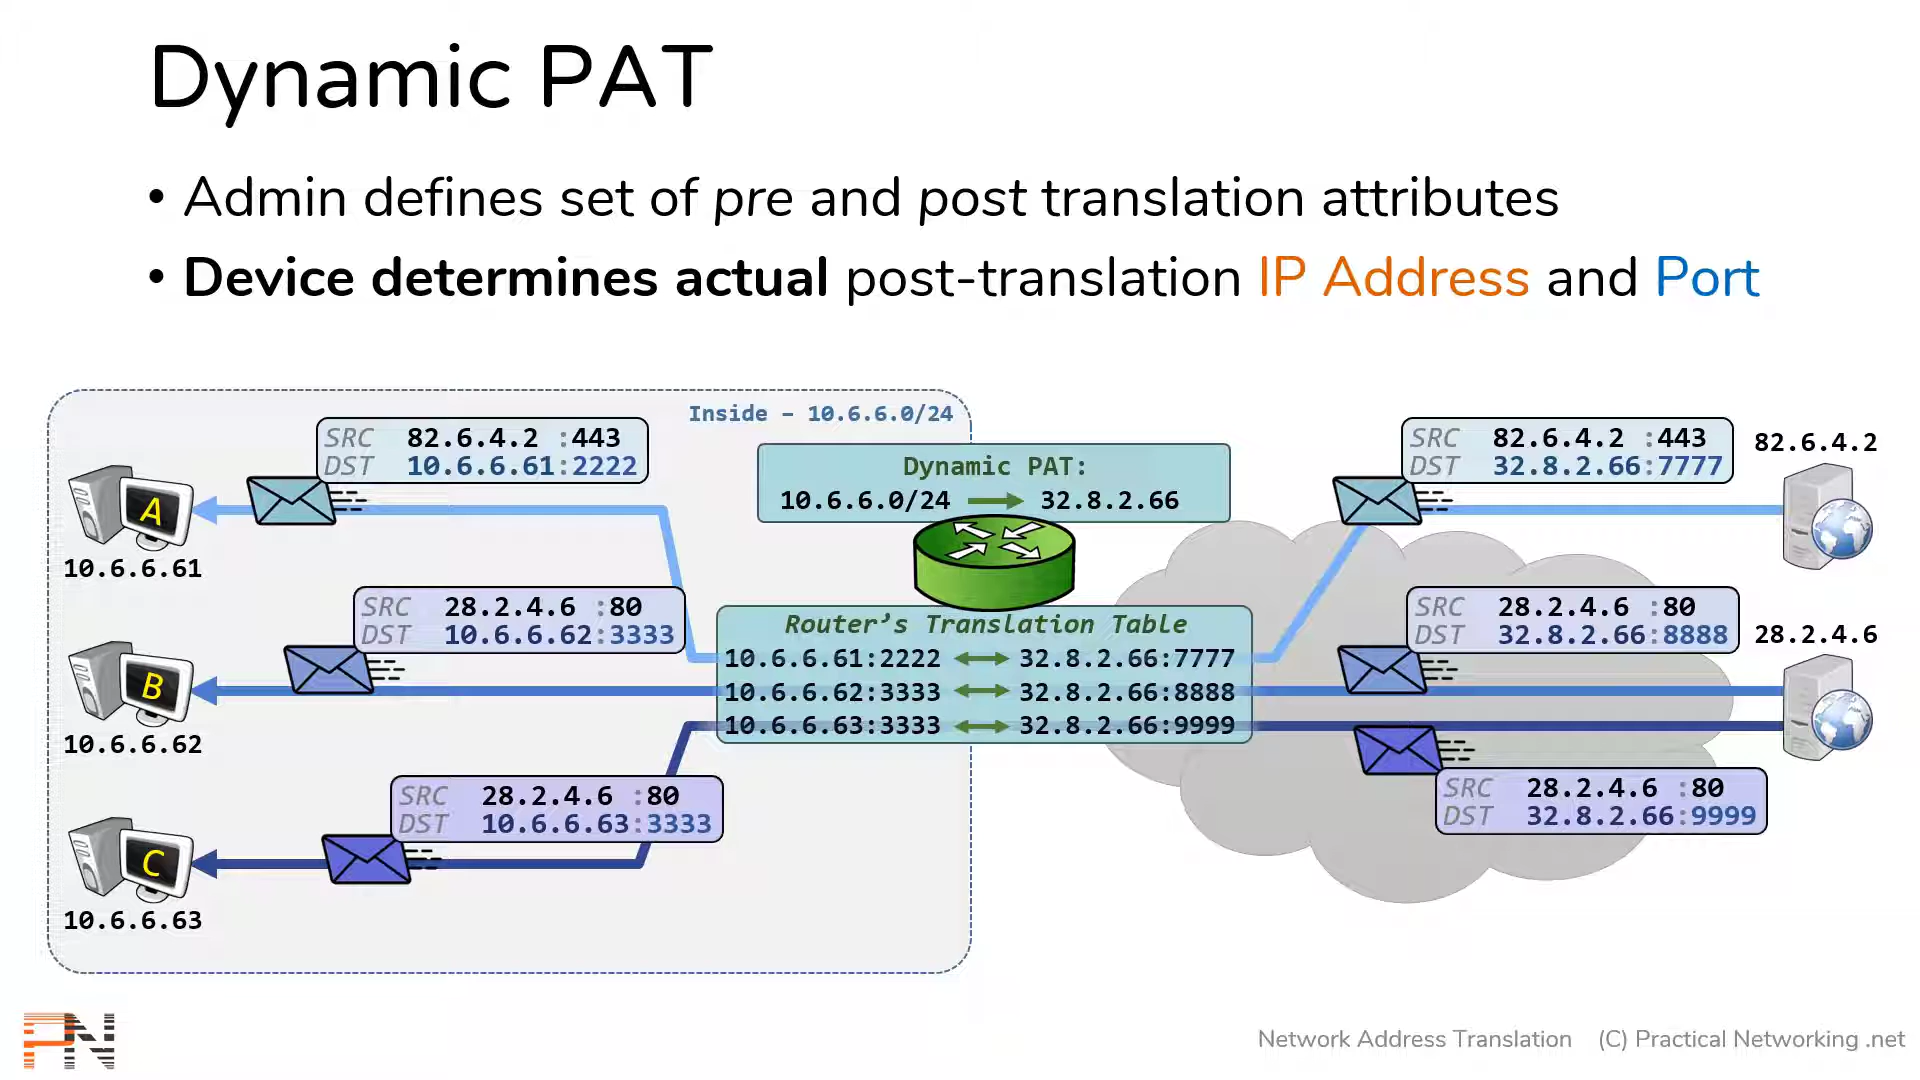 Dynamic PAT
• Admin defines set of pre and post translation attributes
• Device determines actual post-translation IP Address and Port
Inside – 10.6.6.0/24
SRC 82.6.4.2 :443
DST 10.6.6.61:2222
A
10.6.6.61
SRC 28.2.4.6 :80
DST 10.6.6.62:3333
B
10.6.6.62
SRC 28.2.4.6 :80
DST 10.6.6.63:3333
C
10.6.6.63
Dynamic PAT:
10.6.6.0/24 → 32.8.2.66
Router's Translation Table
10.6.6.61:2222 ↔ 32.8.2.66:7777
10.6.6.62:3333 ↔ 32.8.2.66:8888
10.6.6.63:3333 ↔ 32.8.2.66:9999
SRC 82.6.4.2 :443
DST 32.8.2.66:7777
82.6.4.2
SRC 28.2.4.6 :80
DST 32.8.2.66:8888
28.2.4.6
SRC 28.2.4.6 :80
DST 32.8.2.66:9999
PN
Network Address Translation (C) Practical Networking .net